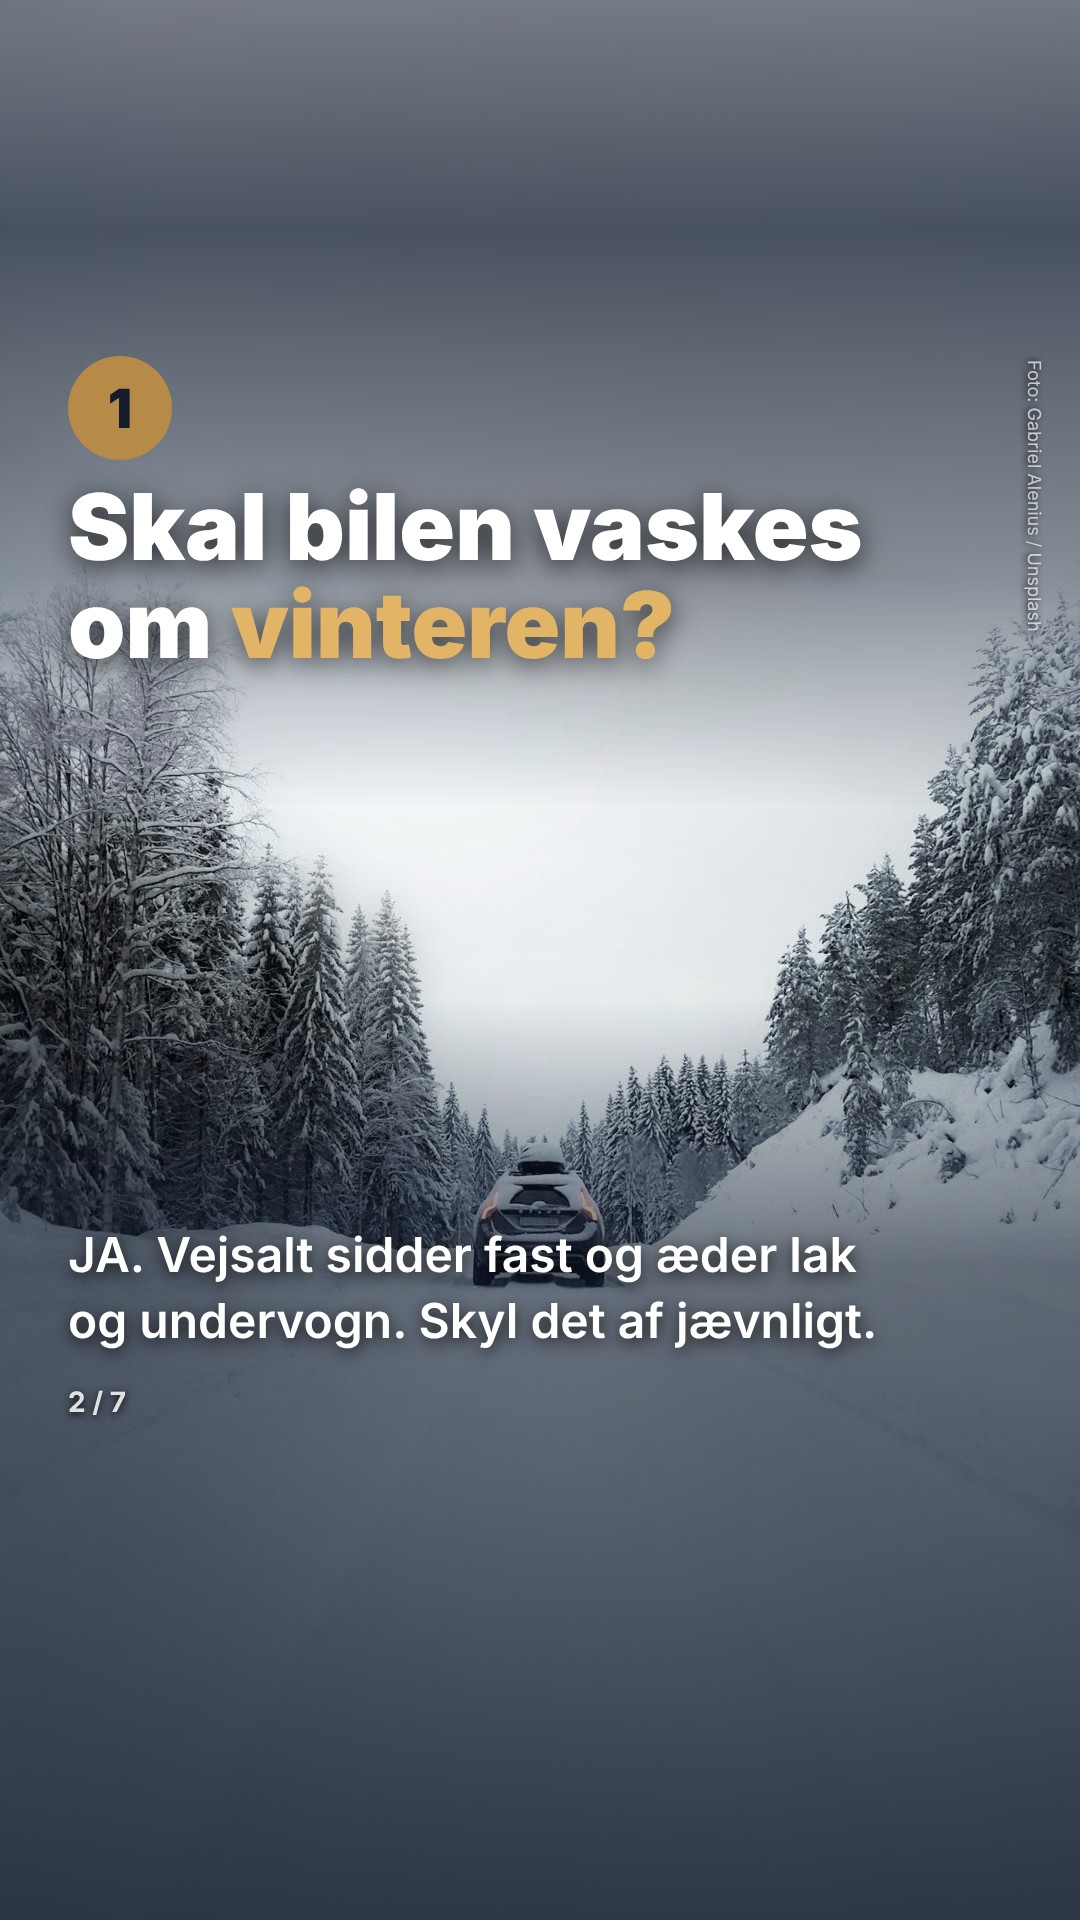 1
Skal bilen vaskes
om vinteren?
Foto: Gabriel Alenius / Unsplash
JA. Vejsalt sidder fast og æder lak
og undervogn. Skyl det af jævnligt.
2 / 7